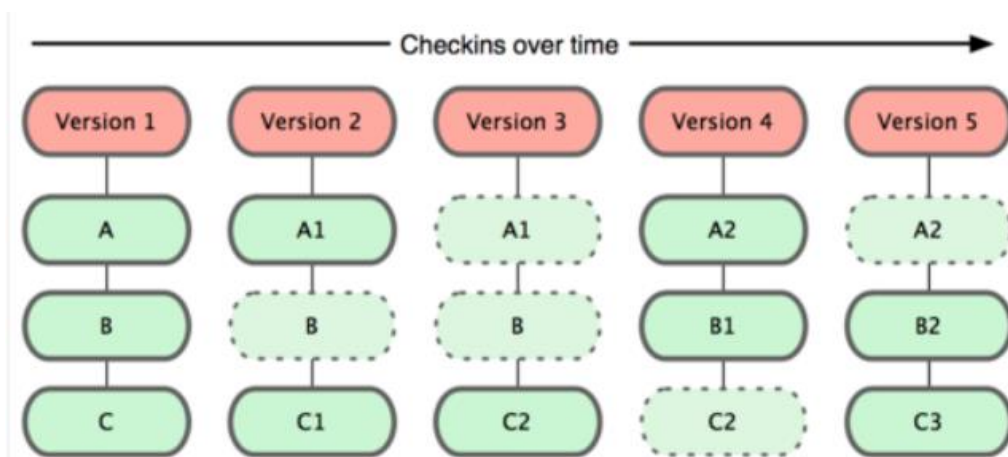 Checkins over time
Version 1 Version 2 Version 3 Version 4 Version 5
A A1 A1 A2 A2
B B B B1 B2
C C1 C2 C2 C3